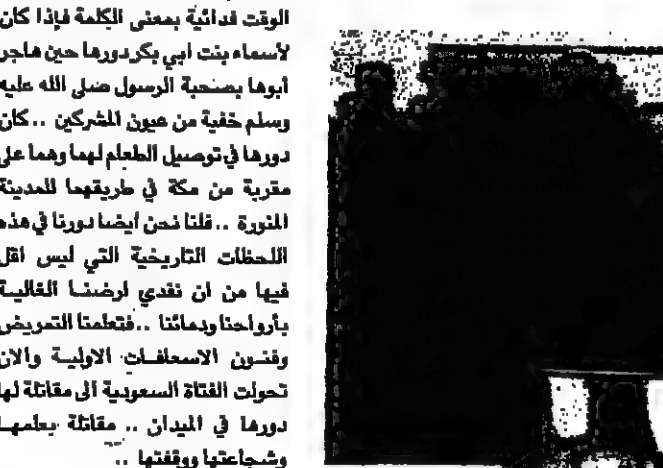 الوقت فدائية بمعنى الكلمة فإذا كان
لأسماء بنت ابي بكر دورها حين هاجر
أبوها بصحبة الرسول صلى الله عليه
وسلم خفية من عيون المشركين .. كان
دورها في توصيل الطعام لهما وهما على
مقربة من مكة في طريقهما للمدينة
المنورة .. فلنا نحن أيضا دورنا في هذه
اللحظات التاريخية التي ليس اقل
فيها من ان نفدي ارضنا الغالية
بأرواحنا ودمائنا .. فتعلمنا التمريض
وفنون الاسعافات الاولية والان
تحولت الفتاة السعودية الى مقاتلة لها
دورها في الميدان .. مقاتلة بعلمها
وشجاعتها ووقفتها ..